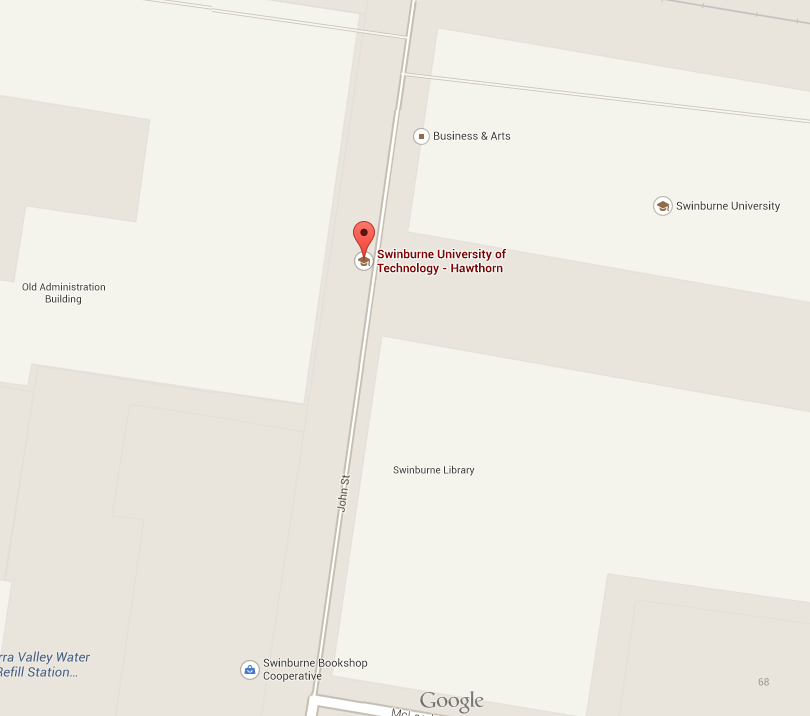 Business & Arts
Swinburne University
Swinburne University of
Technology - Hawthorn
Old Administration
Building
Swinburne Library
John St
rra Valley Water
Refill Station...
Swinburne Bookshop
Cooperative
68
Google